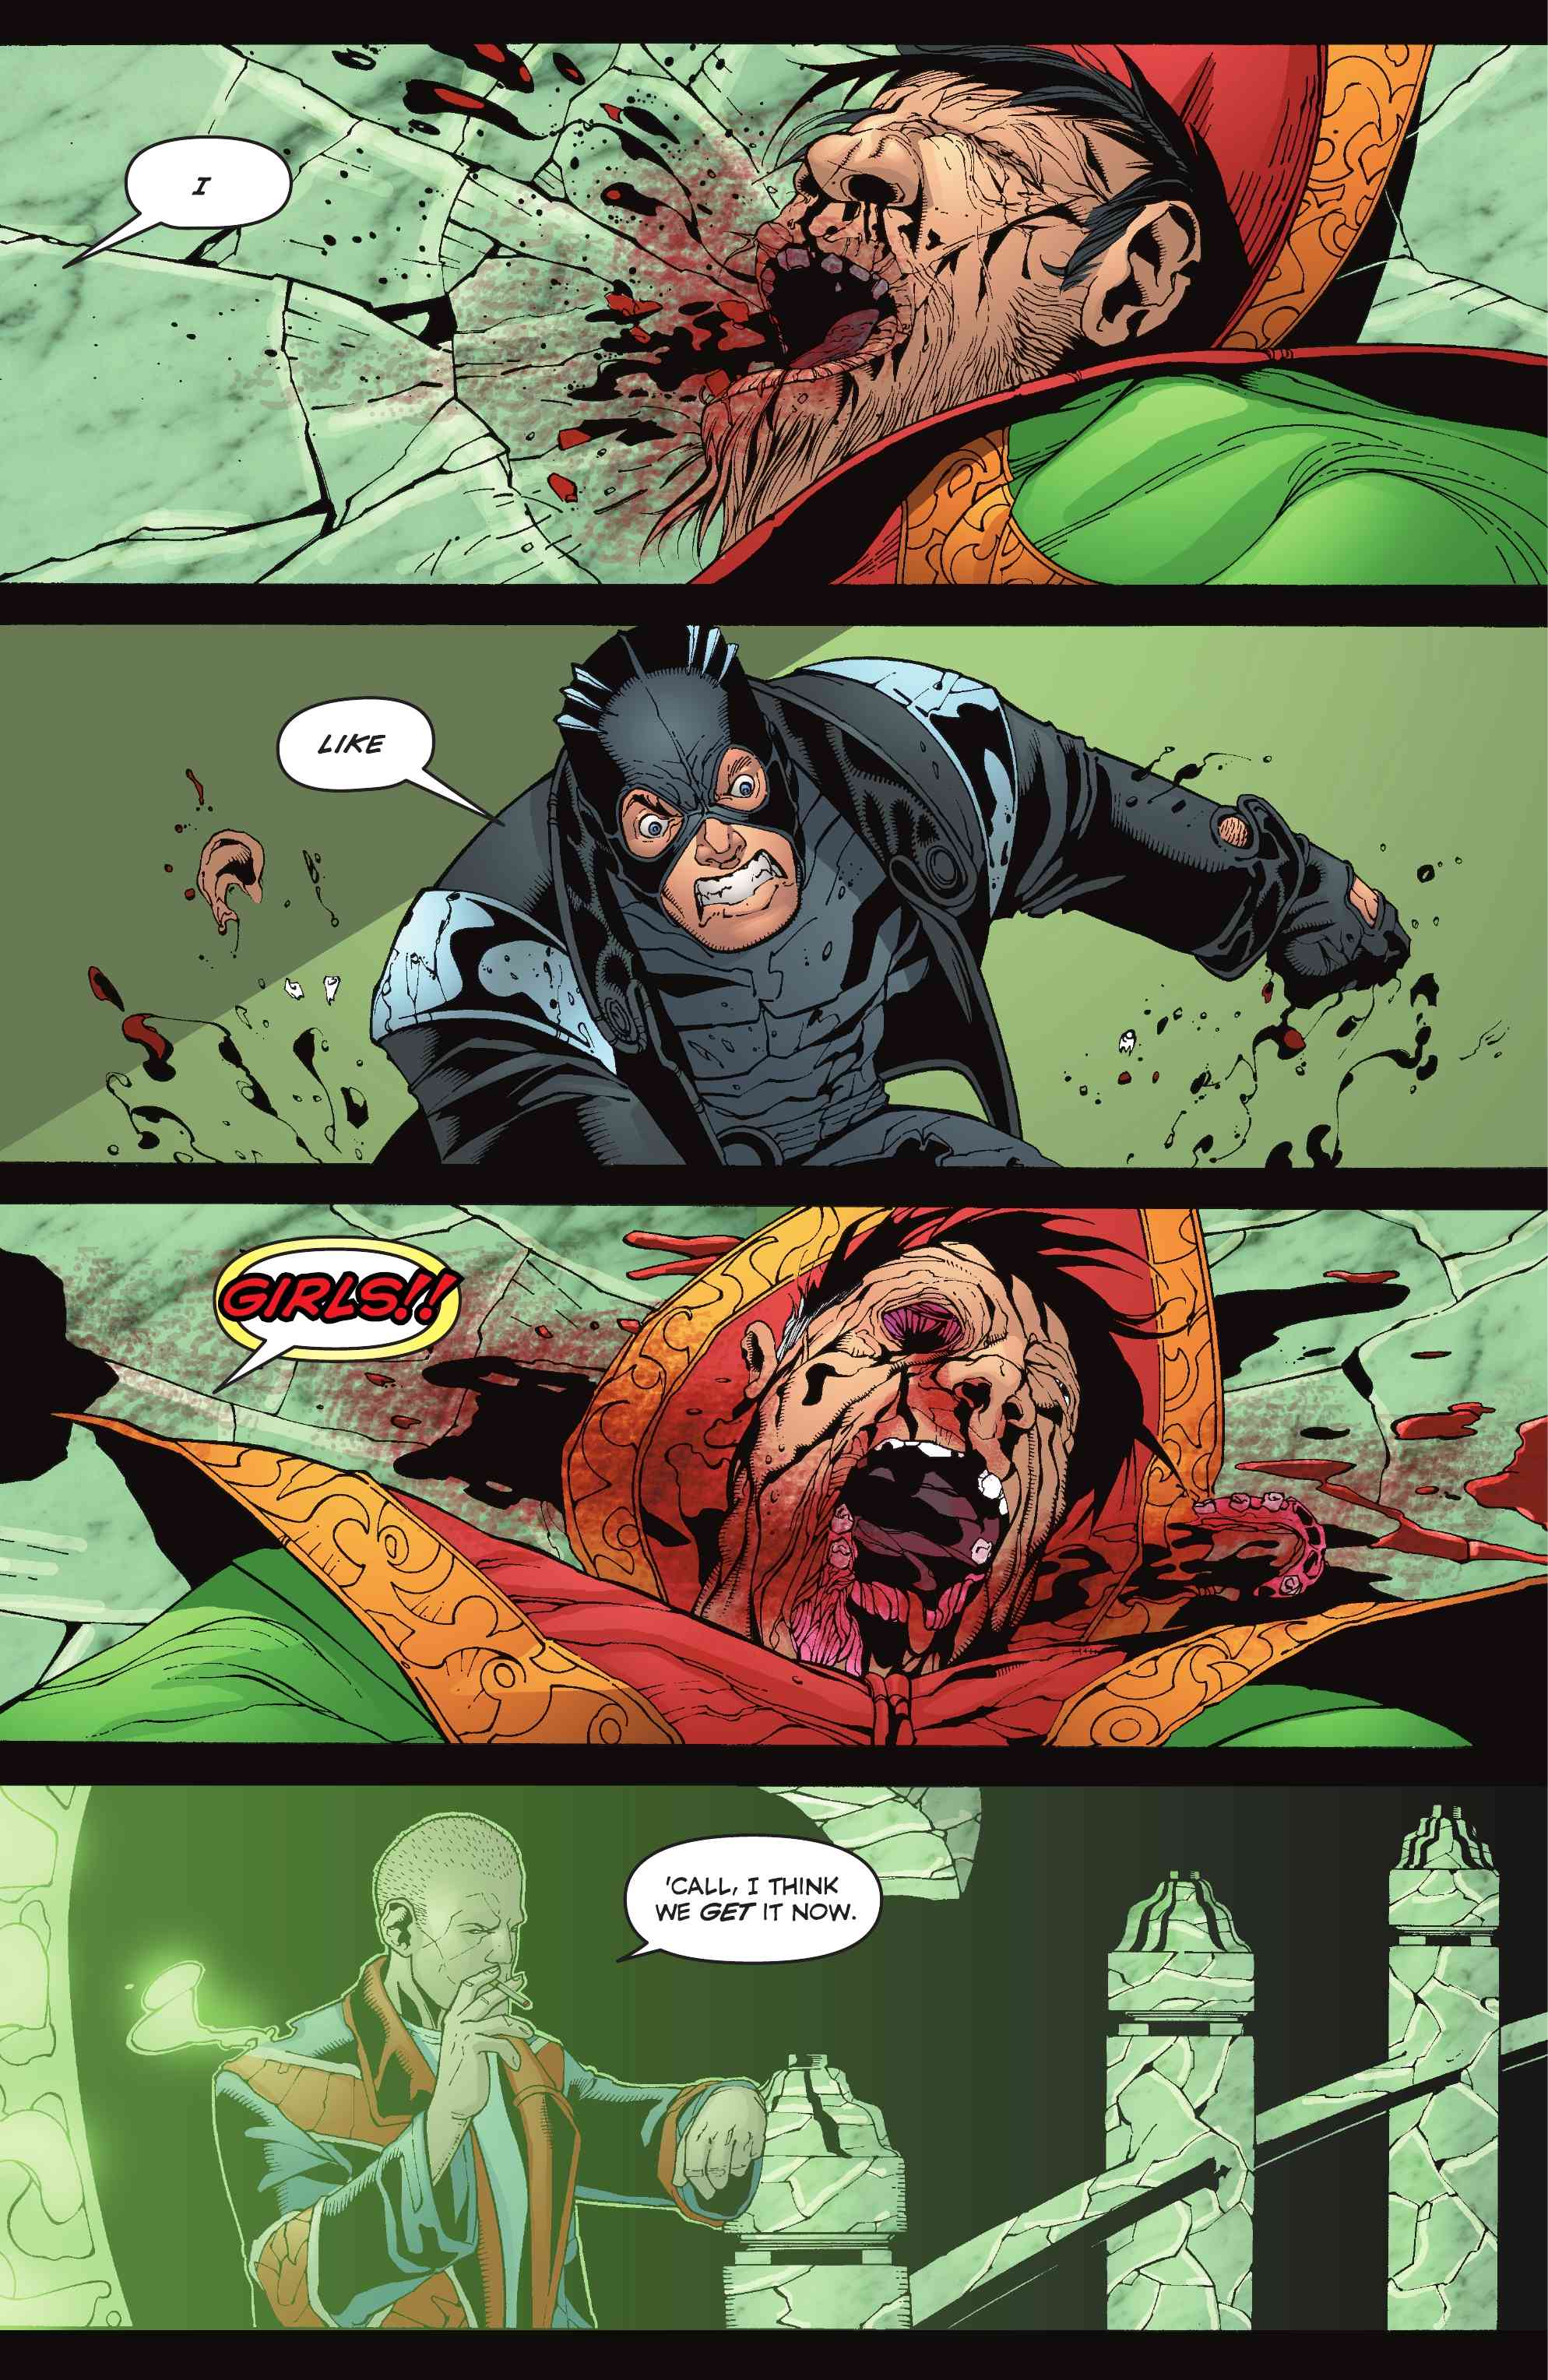 I
LIKE
GIRLS!!
'CALL, I THINK
WE GET IT NOW.